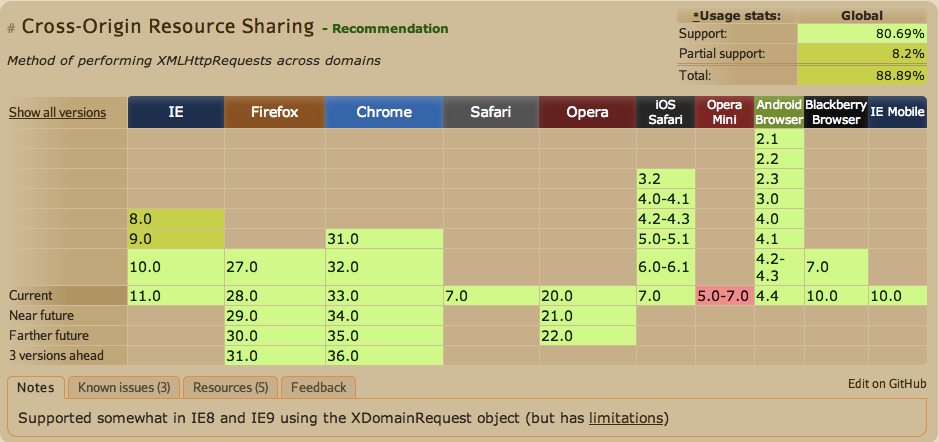 # Cross-Origin Resource Sharing - Recommendation
Method of performing XMLHttpRequests across domains
*Usage stats: Global
Support: 80.69%
Partial support: 8.2%
Total: 88.89%
Show all versions IE Firefox Chrome Safari Opera iOS Safari Opera Mini Android Browser Blackberry Browser IE Mobile
2.1
2.2
3.2 2.3
4.0-4.1 3.0
8.0 4.2-4.3 4.0
9.0 31.0 5.0-5.1 4.1
10.0 27.0 32.0 6.0-6.1 4.2-4.3 7.0
Current 11.0 28.0 33.0 7.0 20.0 7.0 5.0-7.0 4.4 10.0 10.0
Near future 29.0 34.0 21.0
Farther future 30.0 35.0 22.0
3 versions ahead 31.0 36.0
Notes Known issues (3) Resources (5) Feedback Edit on GitHub
Supported somewhat in IE8 and IE9 using the XDomainRequest object (but has limitations)